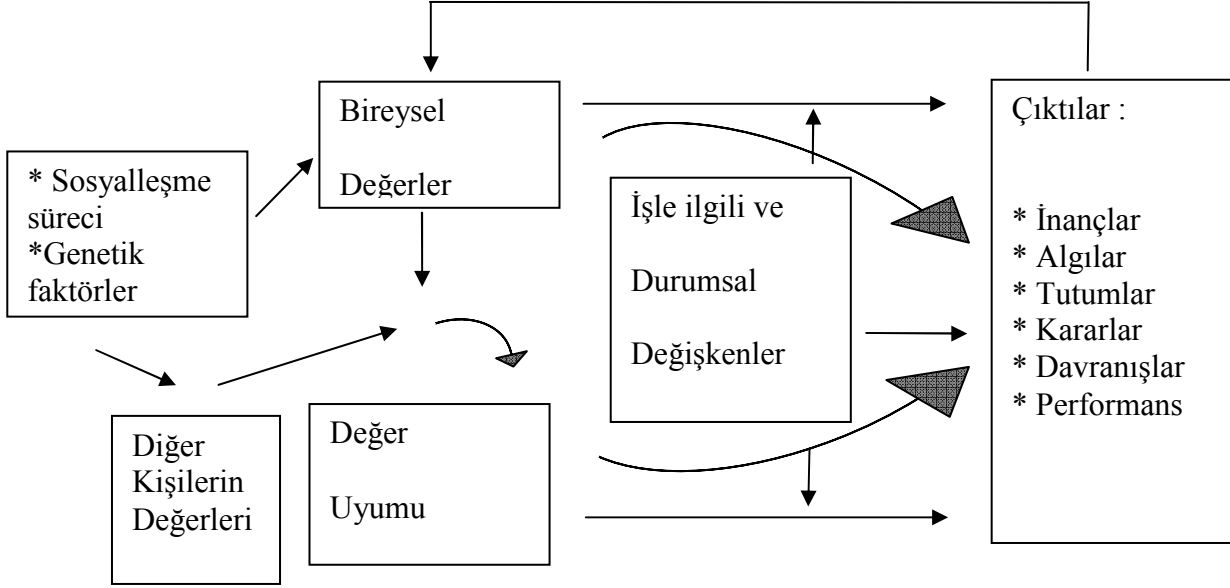 * Sosyalleşme
süreci
*Genetik
faktörler
Bireysel
Değerler
Diğer
Kişilerin
Değerleri
Değer
Uyumu
İşle ilgili ve
Durumsal
Değişkenler
Çıktılar :
* İnançlar
* Algılar
* Tutumlar
* Kararlar
* Davranışlar
* Performans